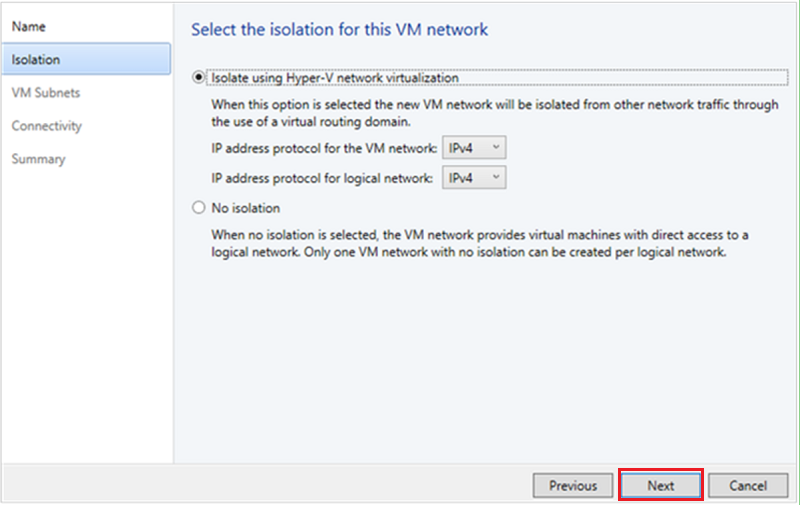 Name
Isolation
VM Subnets
Connectivity
Summary
Select the isolation for this VM network
Isolate using Hyper-V network virtualization
When this option is selected the new VM network will be isolated from other network traffic through
the use of a virtual routing domain.
IP address protocol for the VM network: IPv4
IP address protocol for logical network: IPv4
No isolation
When no isolation is selected, the VM network provides virtual machines with direct access to a
logical network. Only one VM network with no isolation can be created per logical network.
Previous Next Cancel